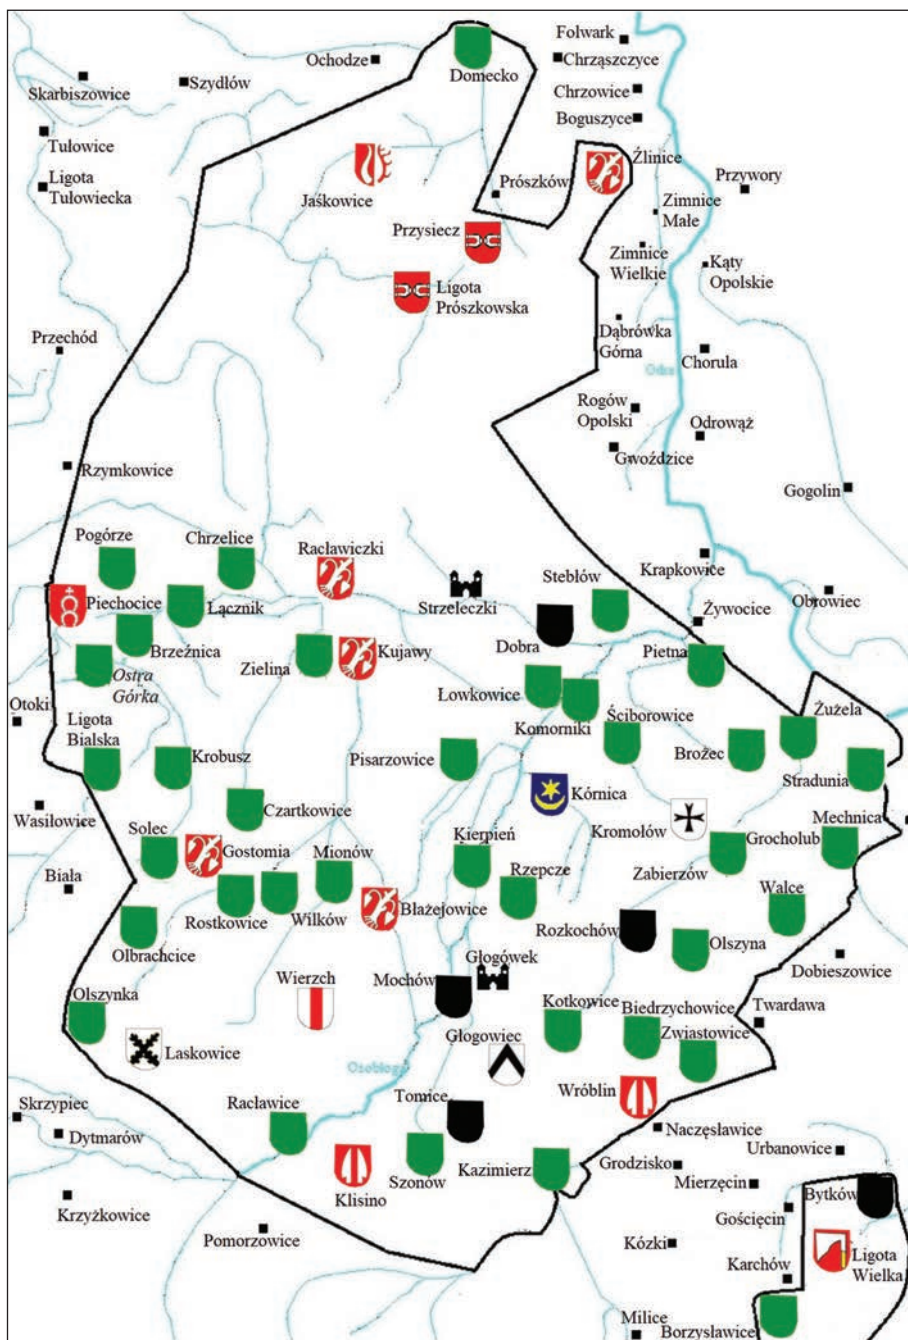 Folwark
Ochodze
Chrząszczyce
Domecko
Szydłów
Skarbiszowice
Chrzowice
Boguszyce
Tułowice
Źlinice
Ligota
Tułowiecka
Jaśkowice
Prószków
Przywory
Zimnice
Małe
Przysiecz
Zimnice
Wielkie
Kąty
Opolskie
Ligota
Prószkowska
Przechód
Dąbrówka
Górna
Chorula
Odra
Rogów
Opolski
Odrowąż
Gwoździce
Rzymkowice
Gogolin
Pogórze
Chrzelice
Racławiczki
Krapkowice
Stebłów
Piechocice
Łącznik
Strzeleczki
Żywocice
Obrowiec
Brzeźnica
Dobra
Zielina
Kujawy
Pietna
Ostra
Górka
Lowkowice
Otoki
Komorniki
Ściborowice
Żużela
Ligota
Bialska
Krobusz
Pisarzowice
Brożec
Stradunia
Kórnica
Wasiłowice
Czartkowice
Kromołów
Mechnica
Solec
Gostomia
Mionów
Kierpień
Grocholub
Biała
Rzepcze
Zabierzów
Walce
Rostkowice
Wilków
Błażejowice
Rozkochów
Olszyna
Olbrachcice
Głogówek
Dobieszowice
Wierzch
Mochów
Olszynka
Kotkowice
Biedrzychowice
Twardawa
Głogowiec
Zwiastowice
Laskowice
Osobłoga
Wróblin
Skrzypiec
Racławice
Tomice
Naczęsławice
Dytmarów
Urbanowice
Szonów
Kazimierz
Grodzisko
Klisino
Mierzęcin
Bytków
Krzyżkowice
Gościęcin
Pomorzowice
Kózki
Ligota
Wielka
Karchów
Milice
Borzysławice